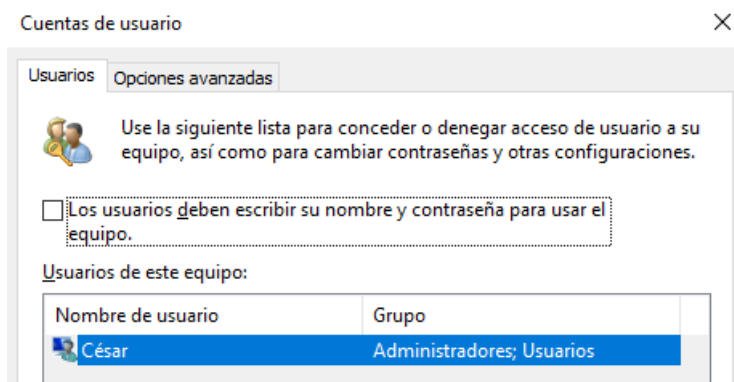 Cuentas de usuario
Usuarios
Opciones avanzadas
Use la siguiente lista para conceder o denegar acceso de usuario a su
equipo, así como para cambiar contraseñas y otras configuraciones.
Los usuarios deben escribir su nombre y contraseña para usar el
equipo.
Usuarios de este equipo:
Nombre de usuario
Grupo
César
Administradores; Usuarios